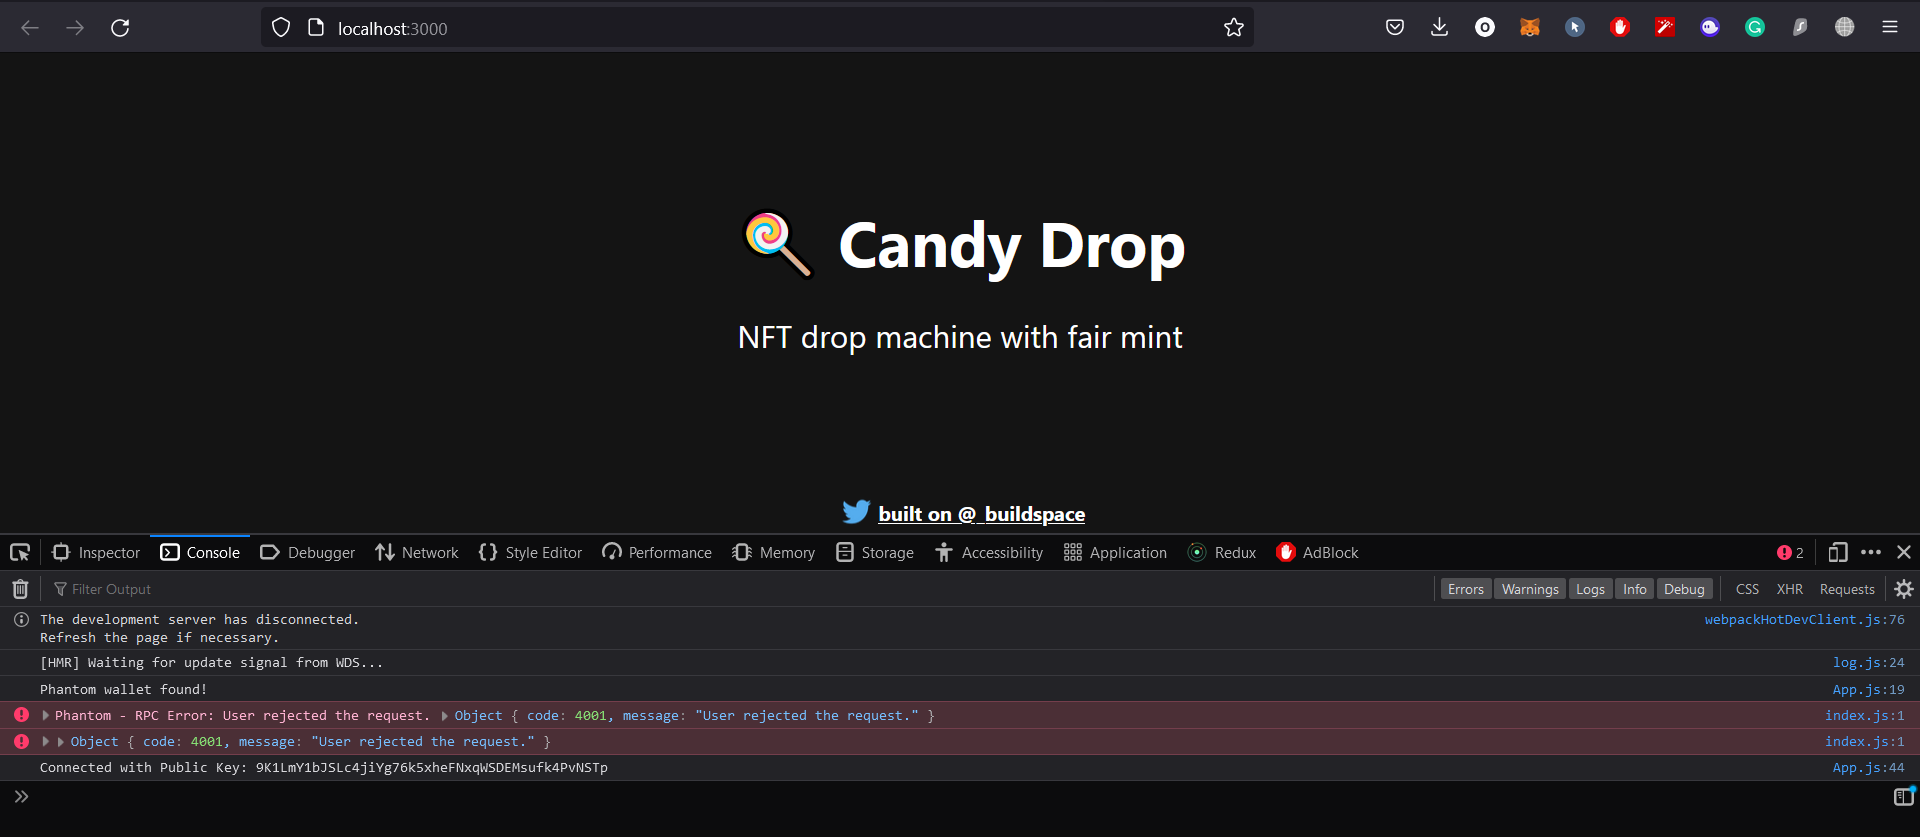 localhost:3000
Candy Drop
NFT drop machine with fair mint
built on @_buildspace
Inspector Console Debugger Network Style Editor Performance Memory Storage Accessibility Application Redux AdBlock 2
Filter Output Errors Warnings Logs Info Debug CSS XHR Requests
The development server has disconnected. webpackHotDevClient.js:76
Refresh the page if necessary.
[HMR] Waiting for update signal from WDS... log.js:24
Phantom wallet found! App.js:19
Phantom - RPC Error: User rejected the request. Object { code: 4001, message: "User rejected the request." } index.js:1
Object { code: 4001, message: "User rejected the request." } index.js:1
Connected with Public Key: 9K1LmY1bJSLc4jiYg76k5xheFNxqWSDEMsufk4PvNSTp App.js:44